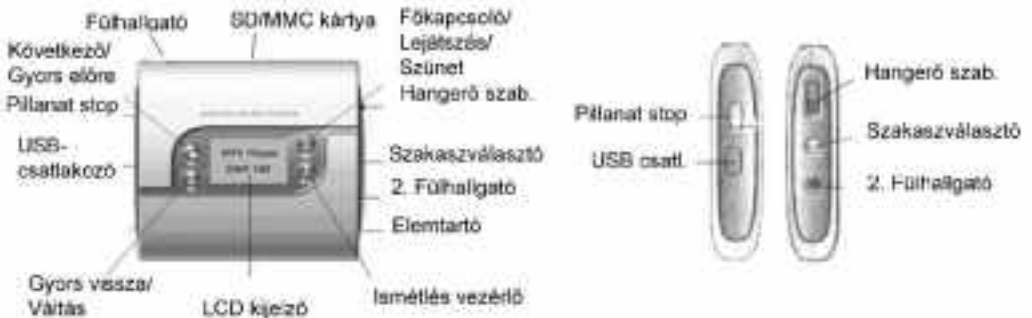 Fülhallgató
SD/MMC kártya
Főkapcsoló/
Lejátszás/
Szünet
Következő/
Gyors előre
Hangerő szab.
Pillanat stop
USB-
csatlakozó
Szakaszválasztó
2. Fülhallgató
Elemtartó
Gyors vissza/
Váltás
LCD kijelző
Ismétlés vezérlő
Pillanat stop
USB csatl.
Hangerő szab.
Szakaszválasztó
2. Fülhallgató